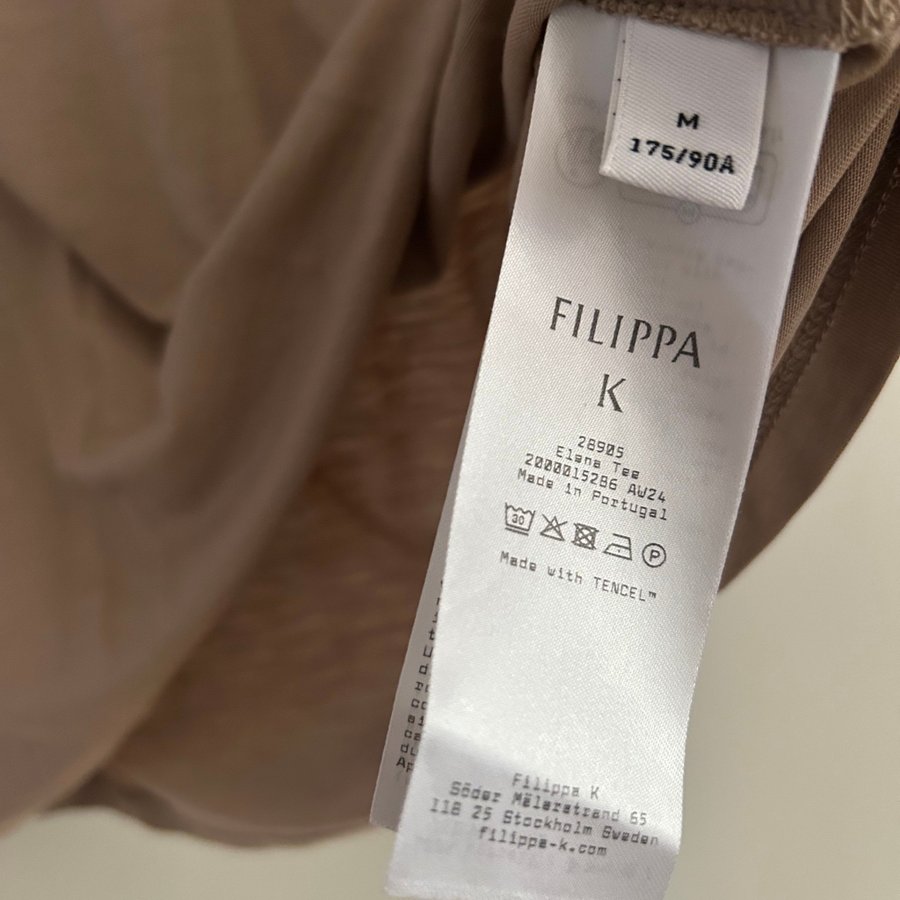 M
175/90A
FILIPPA
K
28905
Elena Tee
2000015286 AW24
Made in Portugal
30
P
Made with TENCEL™
Filippa K
Söder Mälarstrand 65
118 25 Stockholm Sweden
filippa-k.com